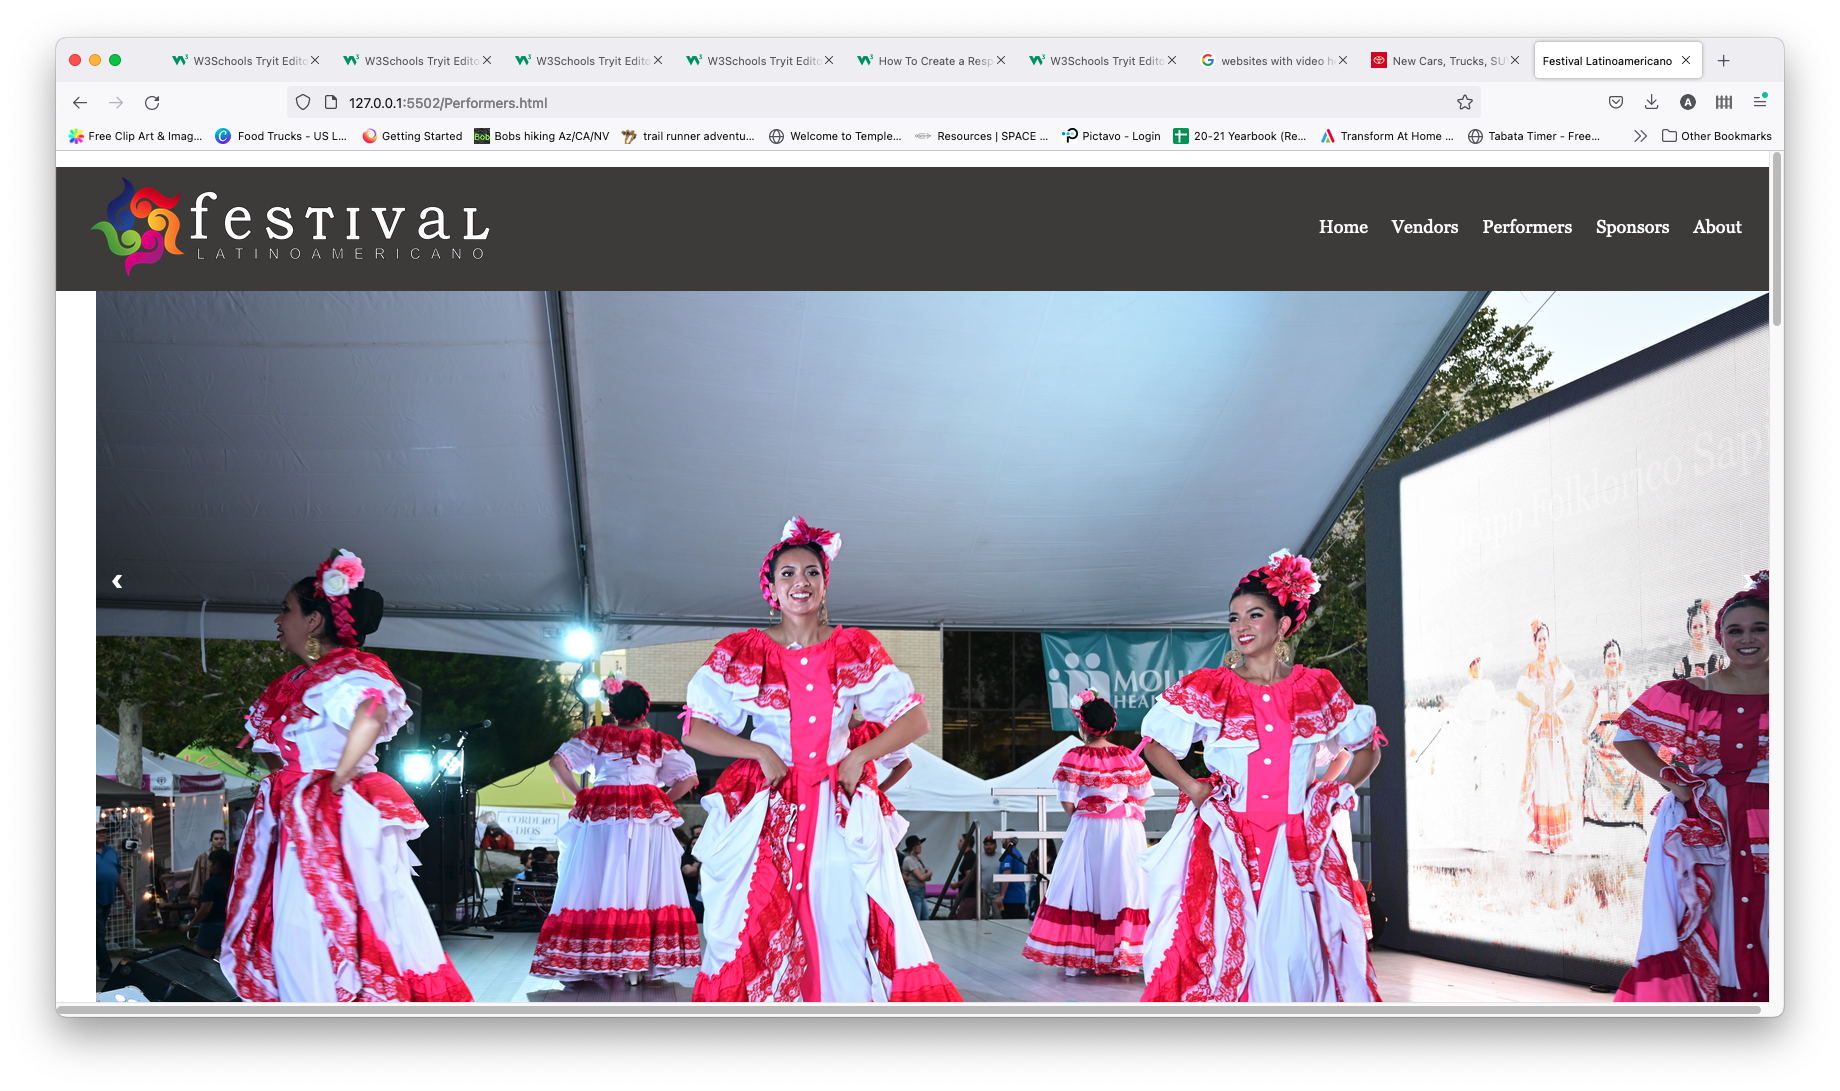 W3Schools Tryit Edito
W3Schools Tryit Edito
W3Schools Tryit Edito
W3Schools Tryit Edito
How To Create a Resp
W3Schools Tryit Edito
websites with video h
New Cars, Trucks, SU
Festival Latinoamericano
127.0.0.1:5502/Performers.html
A
Free Clip Art & Imag...
Food Trucks - US L...
Getting Started
Bob
Bobs hiking Az/CA/NV
trail runner adventu...
Welcome to Temple...
Resources | SPACE ...
Pictavo - Login
20-21 Yearbook (Re...
Transform At Home ...
Tabata Timer - Free...
Other Bookmarks
festival
LATINOAMERICANO
Home Vendors Performers Sponsors About
Grupo Folklorico Sap
MOLI
HEAL
CORDERO
DIOS